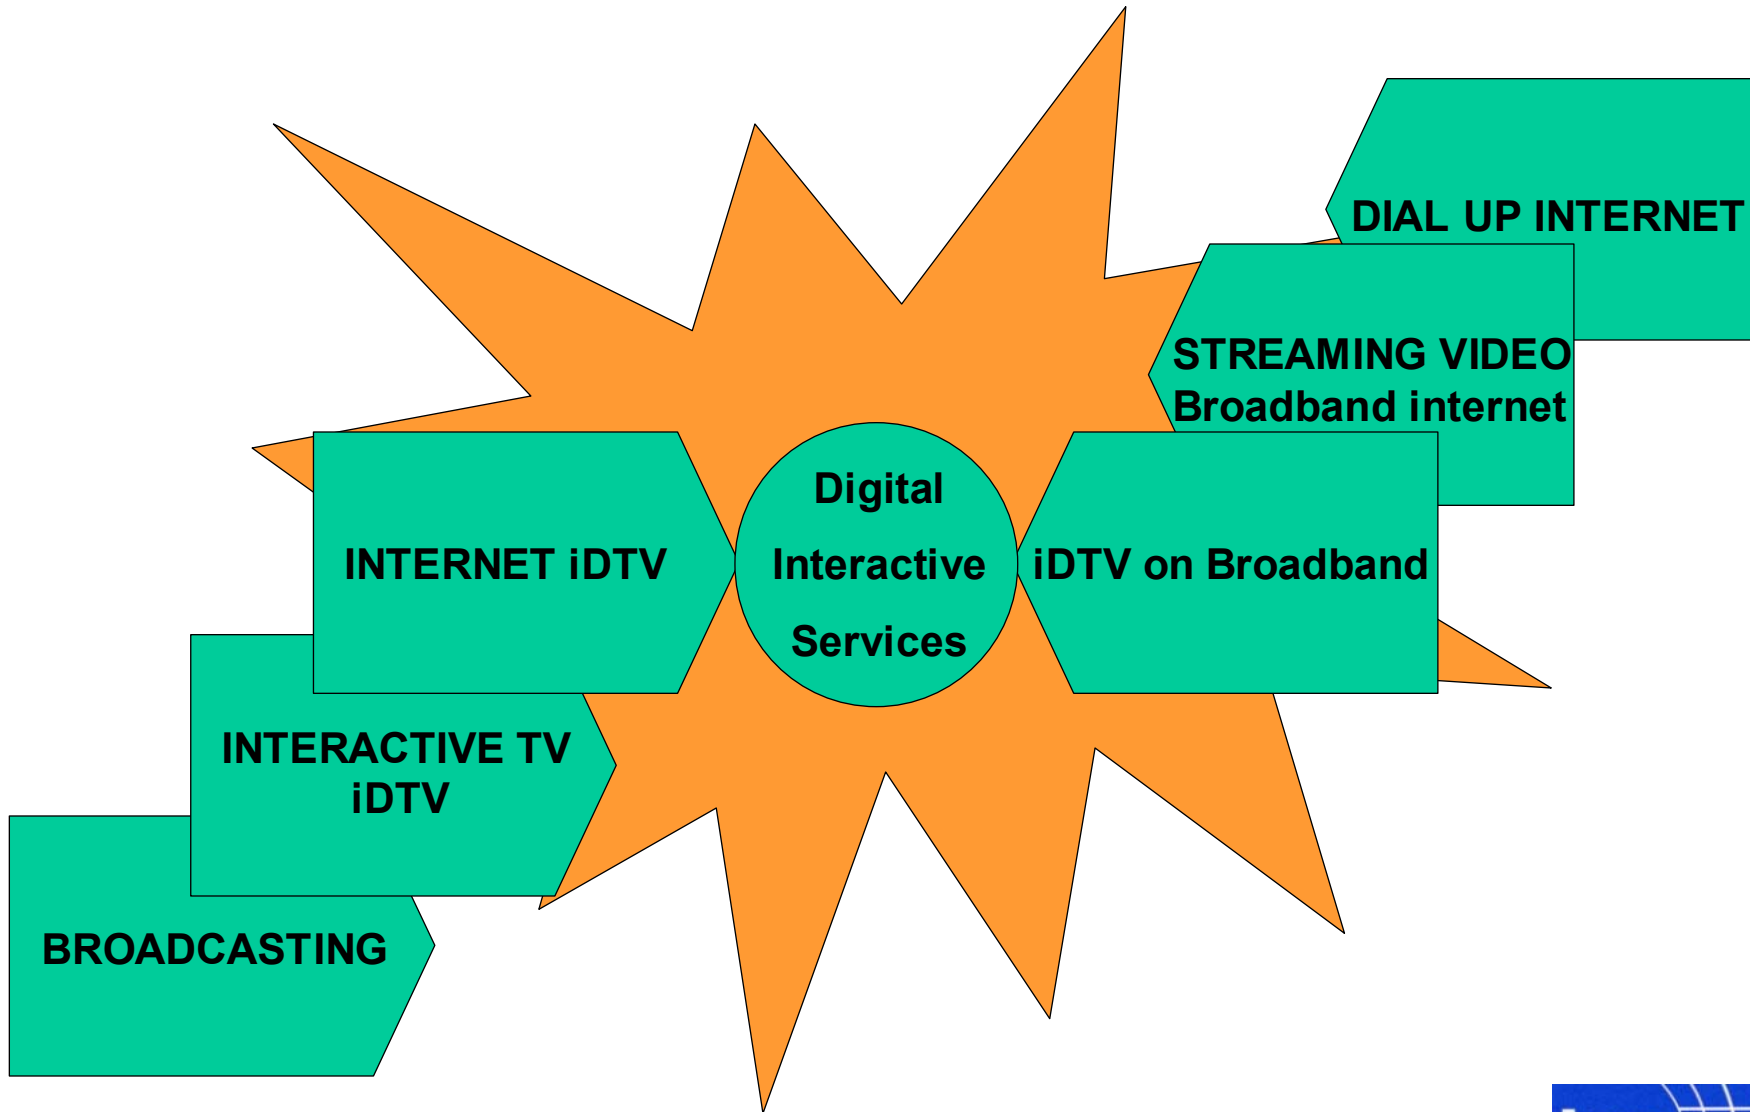 DIAL UP INTERNET
STREAMING VIDEO
Broadband internet
INTERNET iDTV
Digital
Interactive
Services
iDTV on Broadband
INTERACTIVE TV
iDTV
BROADCASTING